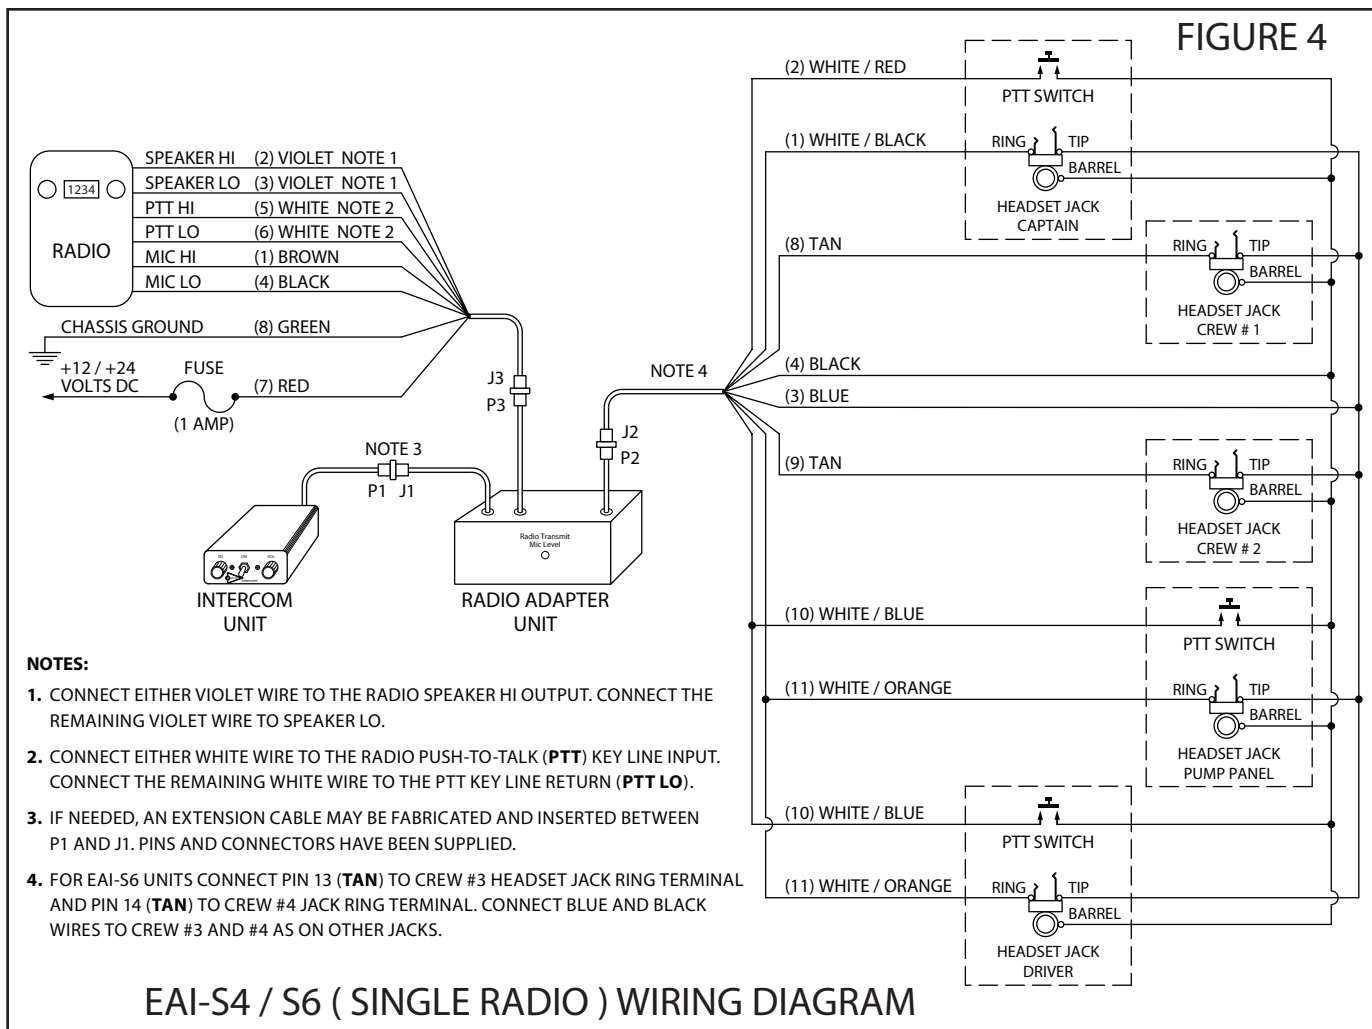 FIGURE 4
(2) WHITE / RED
PTT SWITCH
(1) WHITE / BLACK
RING
TIP
BARREL
HEADSET JACK
CAPTAIN
SPEAKER HI (2) VIOLET NOTE 1
SPEAKER LO (3) VIOLET NOTE 1
PTT HI (5) WHITE NOTE 2
PTT LO (6) WHITE NOTE 2
MIC HI (1) BROWN
MIC LO (4) BLACK
1234
RADIO
CHASSIS GROUND (8) GREEN
+12 / +24
VOLTS DC
FUSE
(7) RED
(1 AMP)
(8) TAN
RING
TIP
BARREL
HEADSET JACK
CREW # 1
J3
P3
NOTE 4
(4) BLACK
(3) BLUE
J2
P2
NOTE 3
P1 J1
(9) TAN
RING
TIP
BARREL
HEADSET JACK
CREW # 2
Radio Transmit
Mic Level
SQ ON VOL
INTERCOM
INTERCOM
UNIT
RADIO ADAPTER
UNIT
(10) WHITE / BLUE
PTT SWITCH
(11) WHITE / ORANGE
RING
TIP
BARREL
HEADSET JACK
PUMP PANEL
(10) WHITE / BLUE
PTT SWITCH
(11) WHITE / ORANGE
RING
TIP
BARREL
HEADSET JACK
DRIVER
NOTES:
1. CONNECT EITHER VIOLET WIRE TO THE RADIO SPEAKER HI OUTPUT. CONNECT THE
REMAINING VIOLET WIRE TO SPEAKER LO.
2. CONNECT EITHER WHITE WIRE TO THE RADIO PUSH-TO-TALK (PTT) KEY LINE INPUT.
CONNECT THE REMAINING WHITE WIRE TO THE PTT KEY LINE RETURN (PTT LO).
3. IF NEEDED, AN EXTENSION CABLE MAY BE FABRICATED AND INSERTED BETWEEN
P1 AND J1. PINS AND CONNECTORS HAVE BEEN SUPPLIED.
4. FOR EAI-S6 UNITS CONNECT PIN 13 (TAN) TO CREW #3 HEADSET JACK RING TERMINAL
AND PIN 14 (TAN) TO CREW #4 JACK RING TERMINAL. CONNECT BLUE AND BLACK
WIRES TO CREW #3 AND #4 AS ON OTHER JACKS.
EAI-S4 / S6 ( SINGLE RADIO ) WIRING DIAGRAM